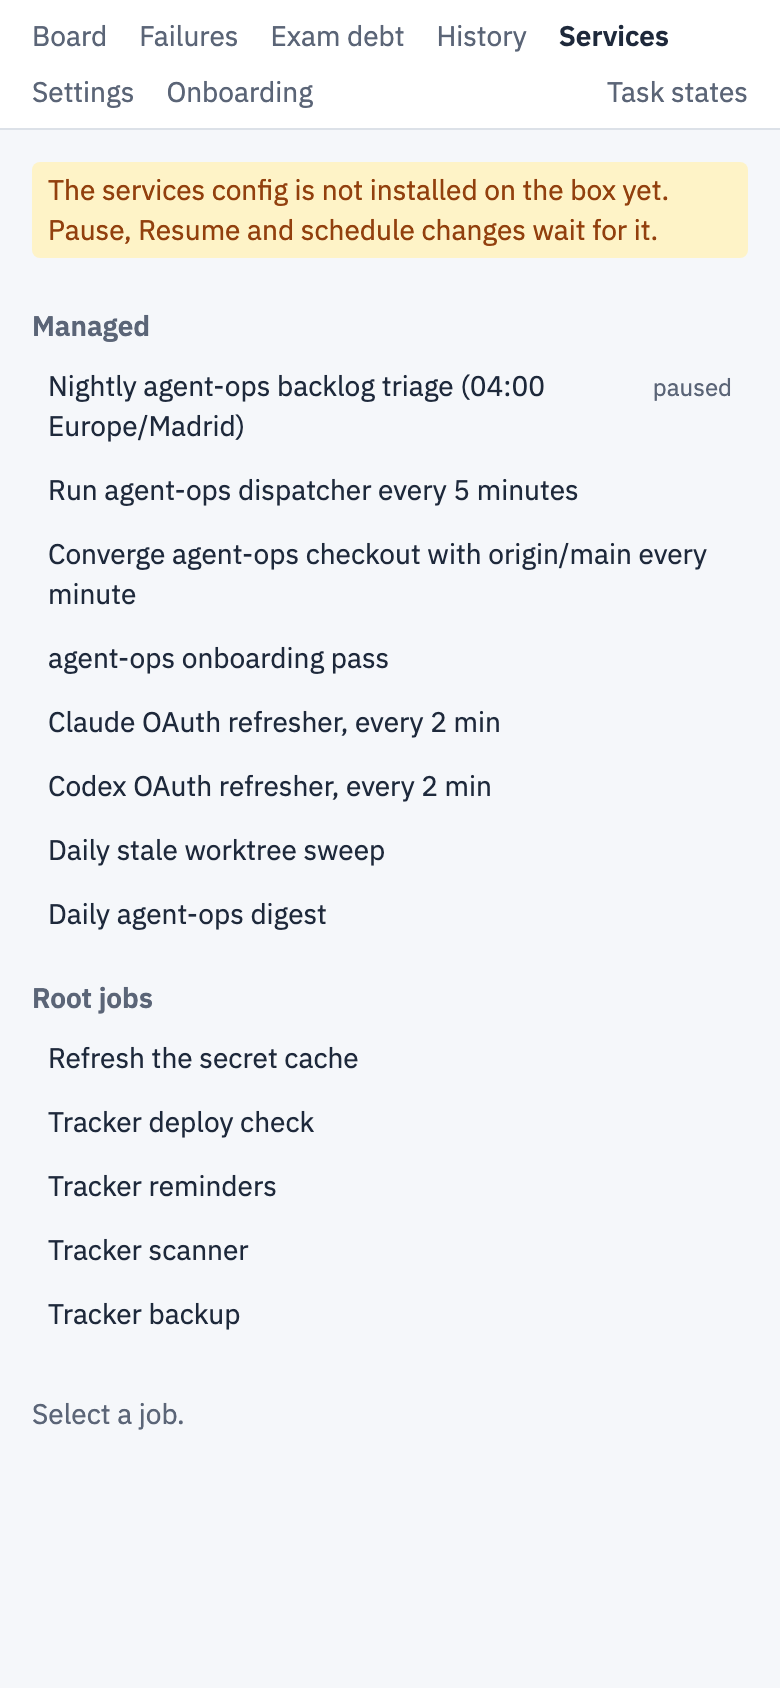 Board Failures Exam debt History Services
Settings Onboarding Task states
The services config is not installed on the box yet.
Pause, Resume and schedule changes wait for it.
Managed
Nightly agent-ops backlog triage (04:00 paused
Europe/Madrid)
Run agent-ops dispatcher every 5 minutes
Converge agent-ops checkout with origin/main every
minute
agent-ops onboarding pass
Claude OAuth refresher, every 2 min
Codex OAuth refresher, every 2 min
Daily stale worktree sweep
Daily agent-ops digest
Root jobs
Refresh the secret cache
Tracker deploy check
Tracker reminders
Tracker scanner
Tracker backup
Select a job.